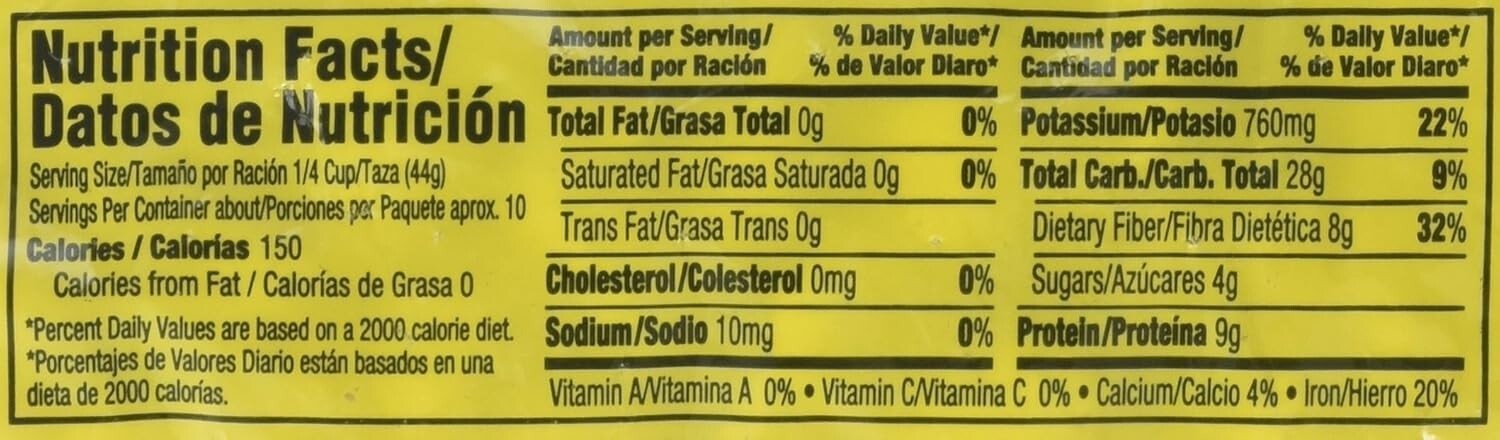 Nutrition Facts/
Datos de Nutrición
Serving Size/Tamaño por Ración 1/4 Cup/Taza (44g)
Servings Per Container about/Porciones por Paquete aprox. 10
Calories / Calorías 150
Calories from Fat / Calorías de Grasa 0
*Percent Daily Values are based on a 2000 calorie diet.
*Porcentajes de Valores Diario están basados en una
dieta de 2000 calorías.
Amount per Serving/ % Daily Value*/
Cantidad por Ración % de Valor Diaro*
Total Fat/Grasa Total 0g 0%
Saturated Fat/Grasa Saturada 0g 0%
Trans Fat/Grasa Trans 0g
Cholesterol/Colesterol 0mg 0%
Sodium/Sodio 10mg 0%
Amount per Serving/ % Daily Value*/
Cantidad por Ración % de Valor Diaro*
Potassium/Potasio 760mg 22%
Total Carb./Carb. Total 28g 9%
Dietary Fiber/Fibra Dietética 8g 32%
Sugars/Azúcares 4g
Protein/Proteína 9g
Vitamin A/Vitamina A 0% • Vitamin C/Vitamina C 0% • Calcium/Calcio 4% • Iron/Hierro 20%